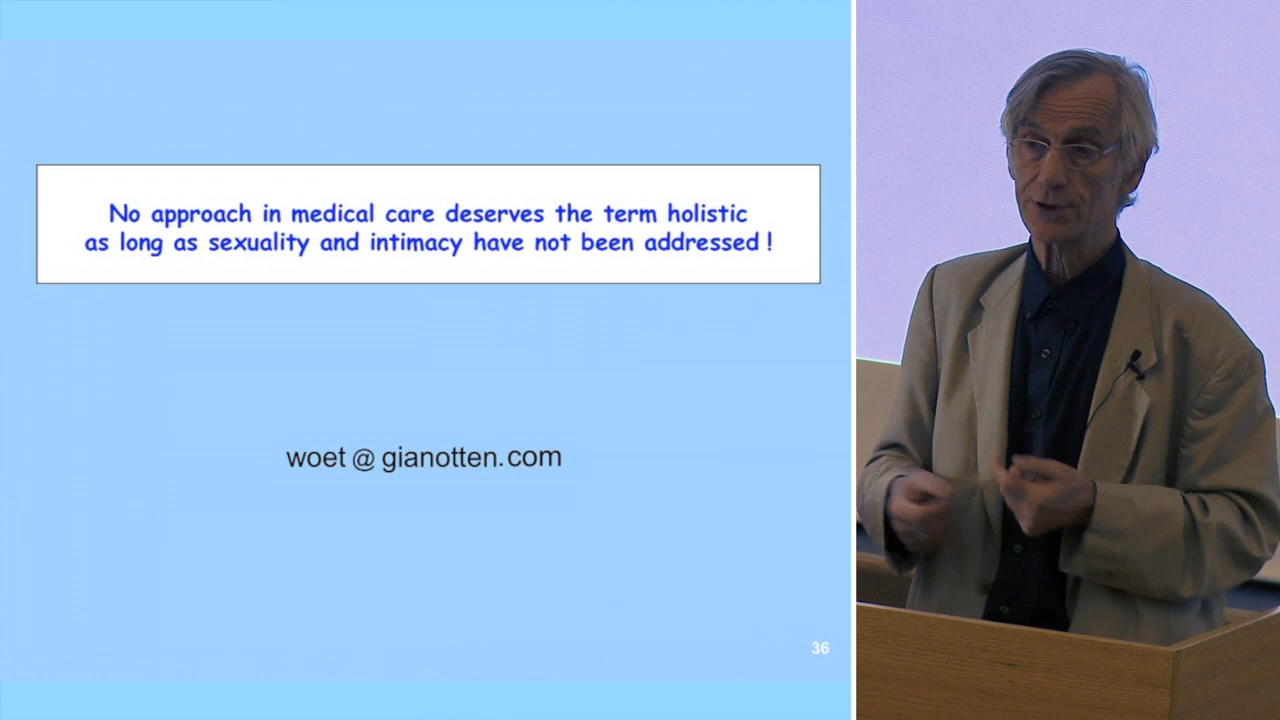 No approach in medical care deserves the term holistic
as long as sexuality and intimacy have not been addressed !
woet @ gianotten.com
36